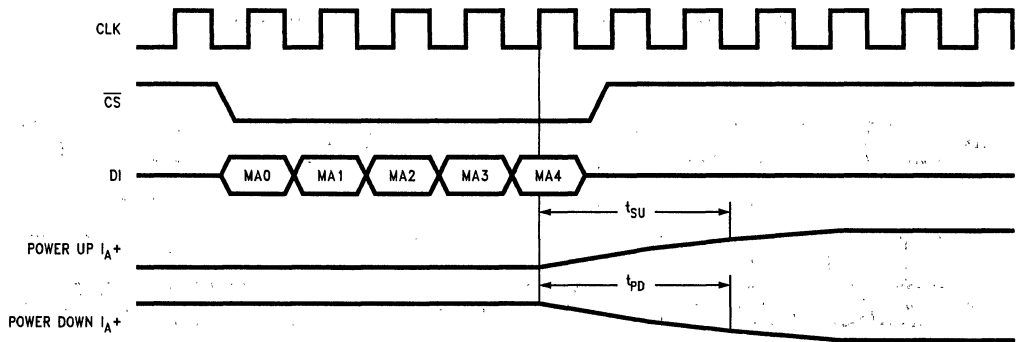 CLK
CS
DI MA0 MA1 MA2 MA3 MA4
tSU
POWER UP IA+
tPD
POWER DOWN IA+